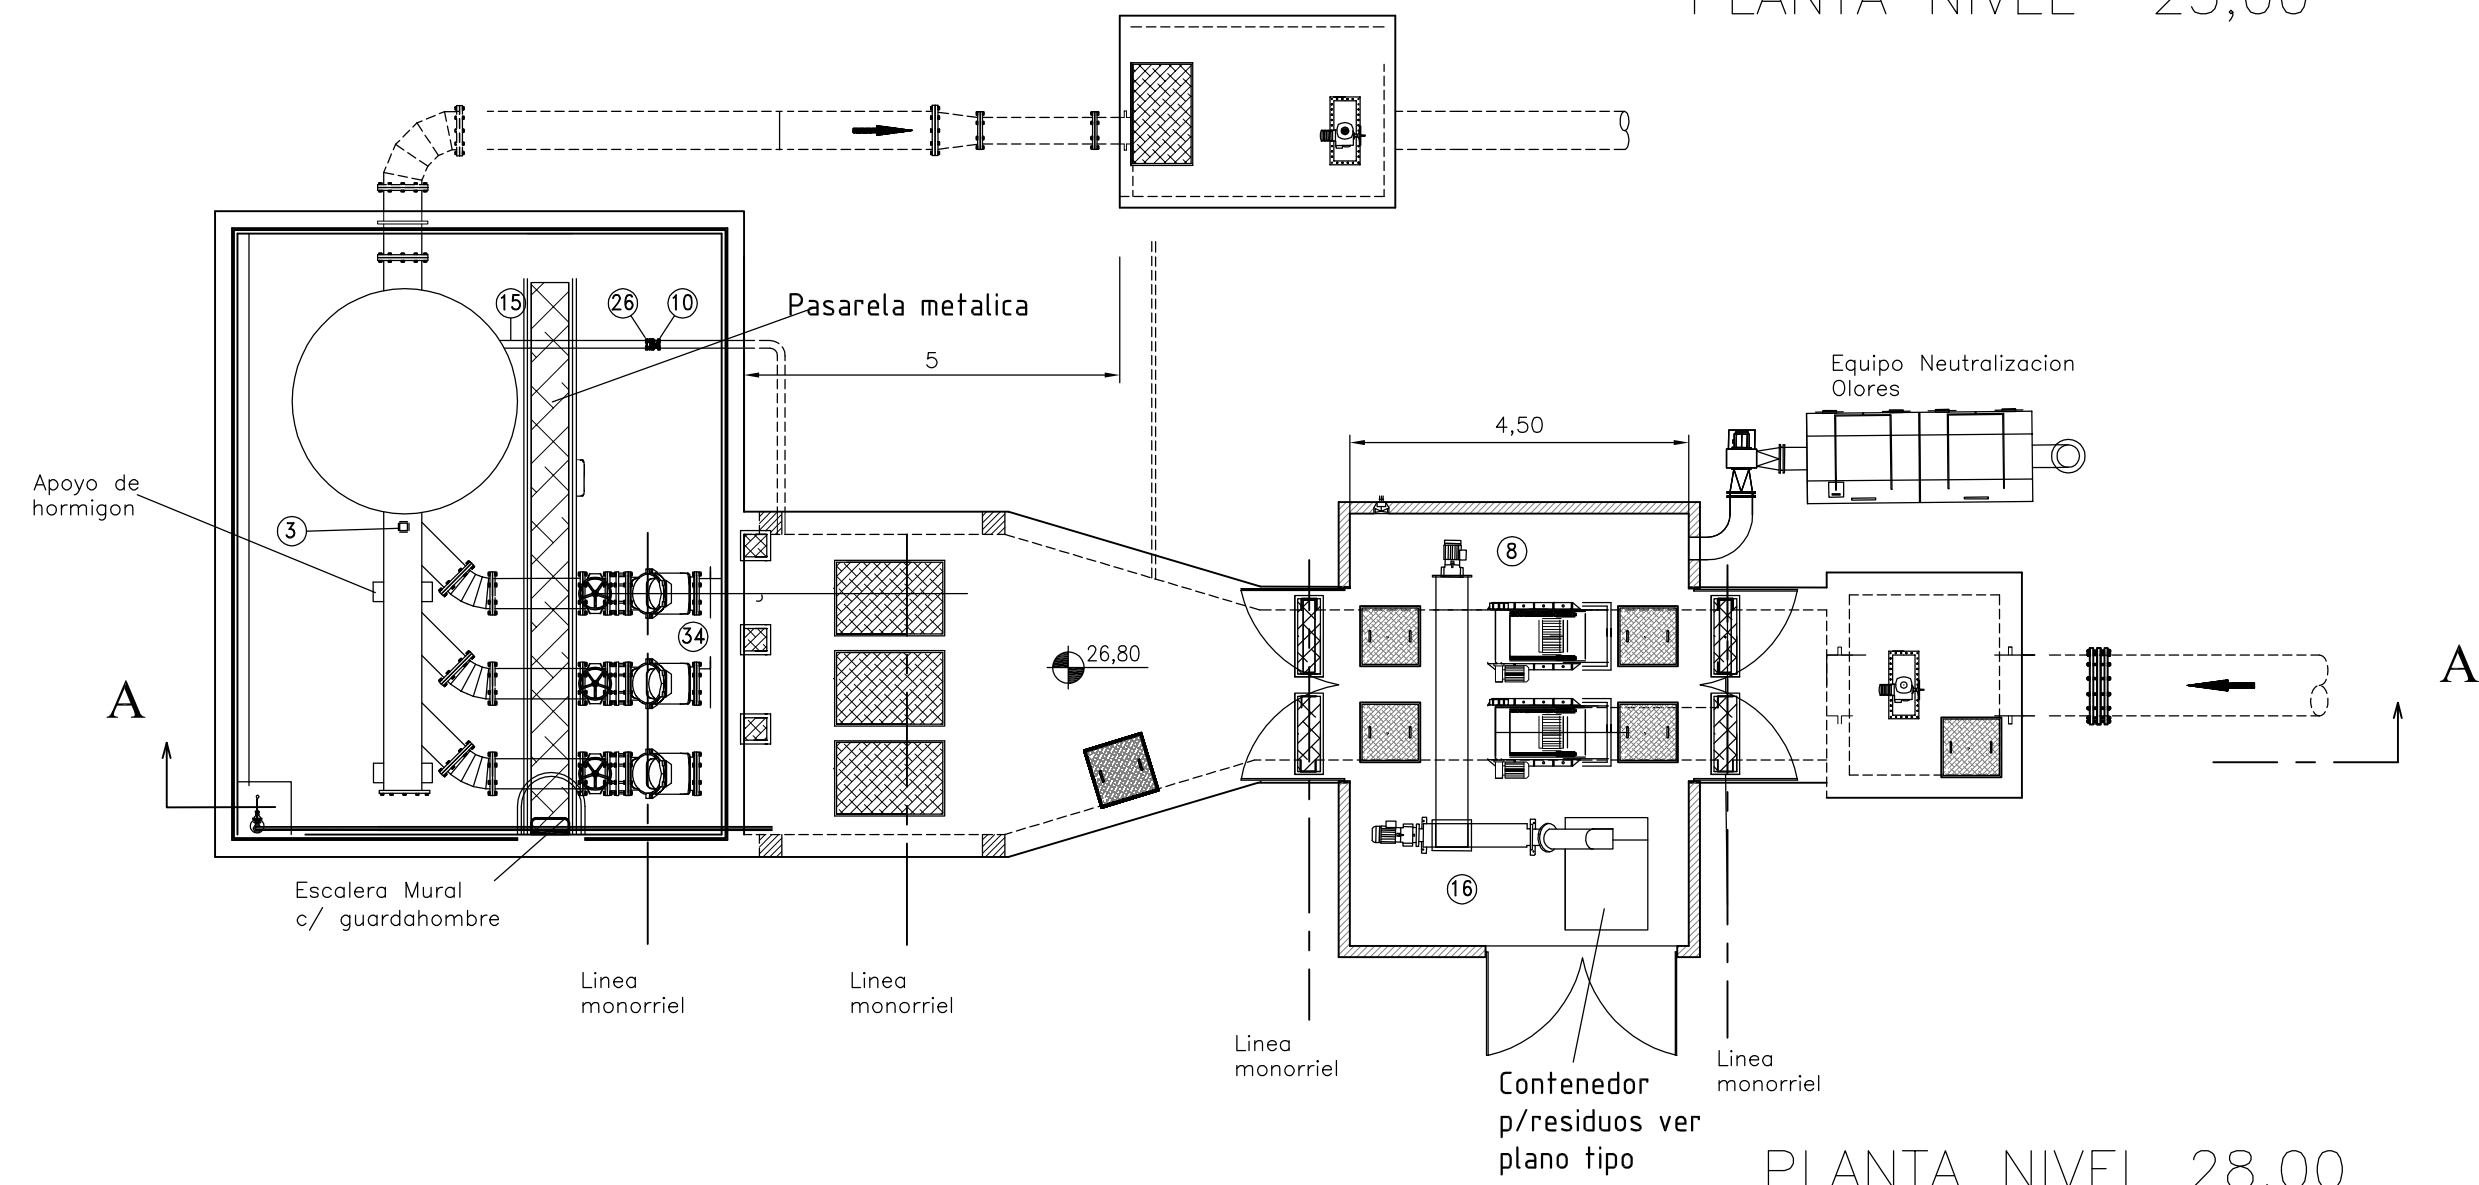 PLANTA NIVEL 25,00
15
26
10
Pasarela metalica
5
Equipo Neutralizacion
Olores
4,50
Apoyo de
hormigon
3
8
34
26,80
A
A
16
Escalera Mural
c/ guardahombre
Linea
monorriel
Linea
monorriel
Linea
monorriel
Linea
monorriel
Contenedor
p/residuos ver
plano tipo
PLANTA NIVEL 28,00